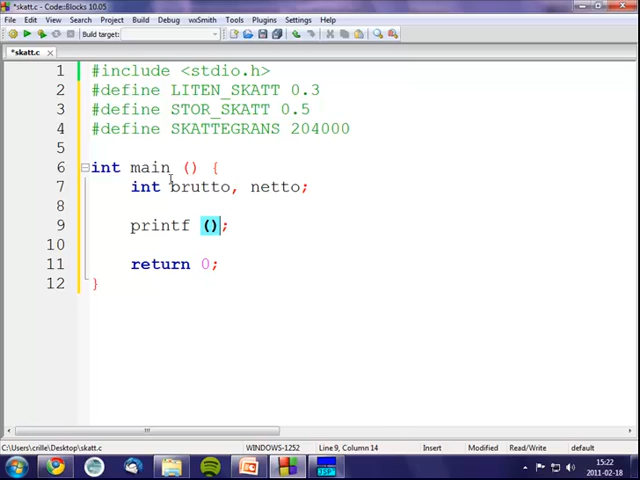 *skatt.c - Code::Blocks 10.05
File Edit View Search Project Build Debug wxSmith Tools Plugins Settings Help
Build target:
*skatt.c
1 #include <stdio.h>
2 #define LITEN_SKATT 0.3
3 #define STOR_SKATT 0.5
4 #define SKATTEGRANS 204000
5
6 int main () {
7 int brutto, netto;
8
9 printf ();
10
11 return 0;
12 }
C:\Users\crille\Desktop\skatt.c WINDOWS-1252 Line 9, Column 14 Insert Modified Read/Write default
15:22
2011-02-18